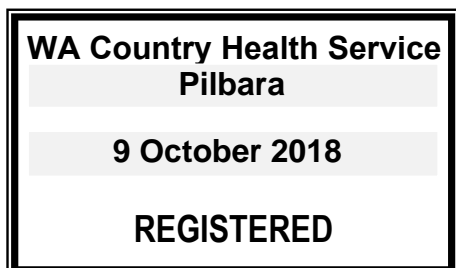 WA Country Health Service
Pilbara
9 October 2018
REGISTERED